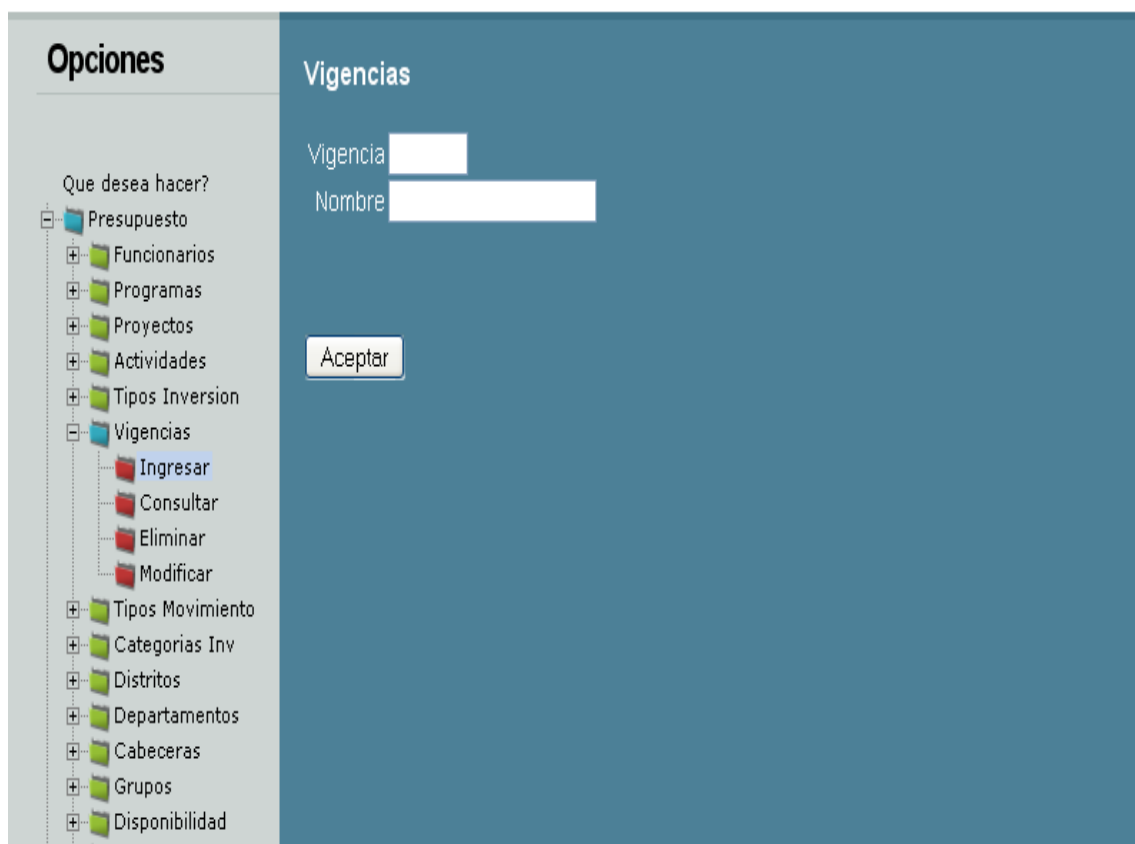 Opciones
Que desea hacer?
Presupuesto
Funcionarios
Programas
Proyectos
Actividades
Tipos Inversion
Vigencias
Ingresar
Consultar
Eliminar
Modificar
Tipos Movimiento
Categorias Inv
Distritos
Departamentos
Cabeceras
Grupos
Disponibilidad
Vigencias
Vigencia
Nombre
Aceptar